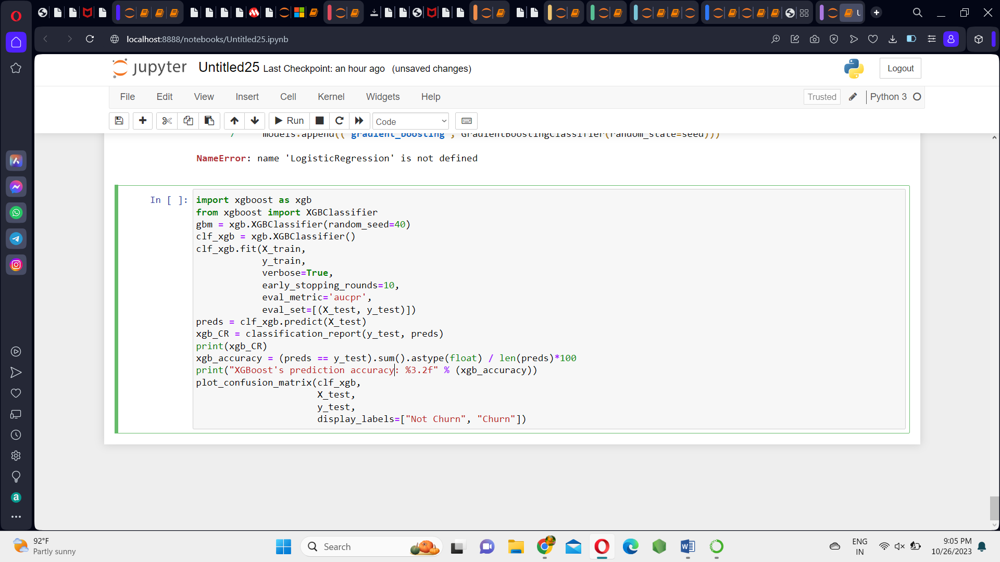 U
localhost:8888/notebooks/Untitled25.ipynb
jupyter Untitled25 Last Checkpoint: an hour ago (unsaved changes)
Logout
File Edit View Insert Cell Kernel Widgets Help
Trusted Python 3
Run Code
7 models.append(('gradient_boosting', GradientBoostingClassifier(random_state=seed)))
NameError: name 'LogisticRegression' is not defined
In [ ]:
import xgboost as xgb
from xgboost import XGBClassifier
gbm = xgb.XGBClassifier(random_seed=40)
clf_xgb = xgb.XGBClassifier()
clf_xgb.fit(X_train,
y_train,
verbose=True,
early_stopping_rounds=10,
eval_metric='aucpr',
eval_set=[(X_test, y_test)])
preds = clf_xgb.predict(X_test)
xgb_CR = classification_report(y_test, preds)
print(xgb_CR)
xgb_accuracy = (preds == y_test).sum().astype(float) / len(preds)*100
print("XGBoost's prediction accuracy: %3.2f" % (xgb_accuracy))
plot_confusion_matrix(clf_xgb,
X_test,
y_test,
display_labels=["Not Churn", "Churn"])
92°F
Partly sunny
Search
ENG
IN
9:05 PM
10/26/2023